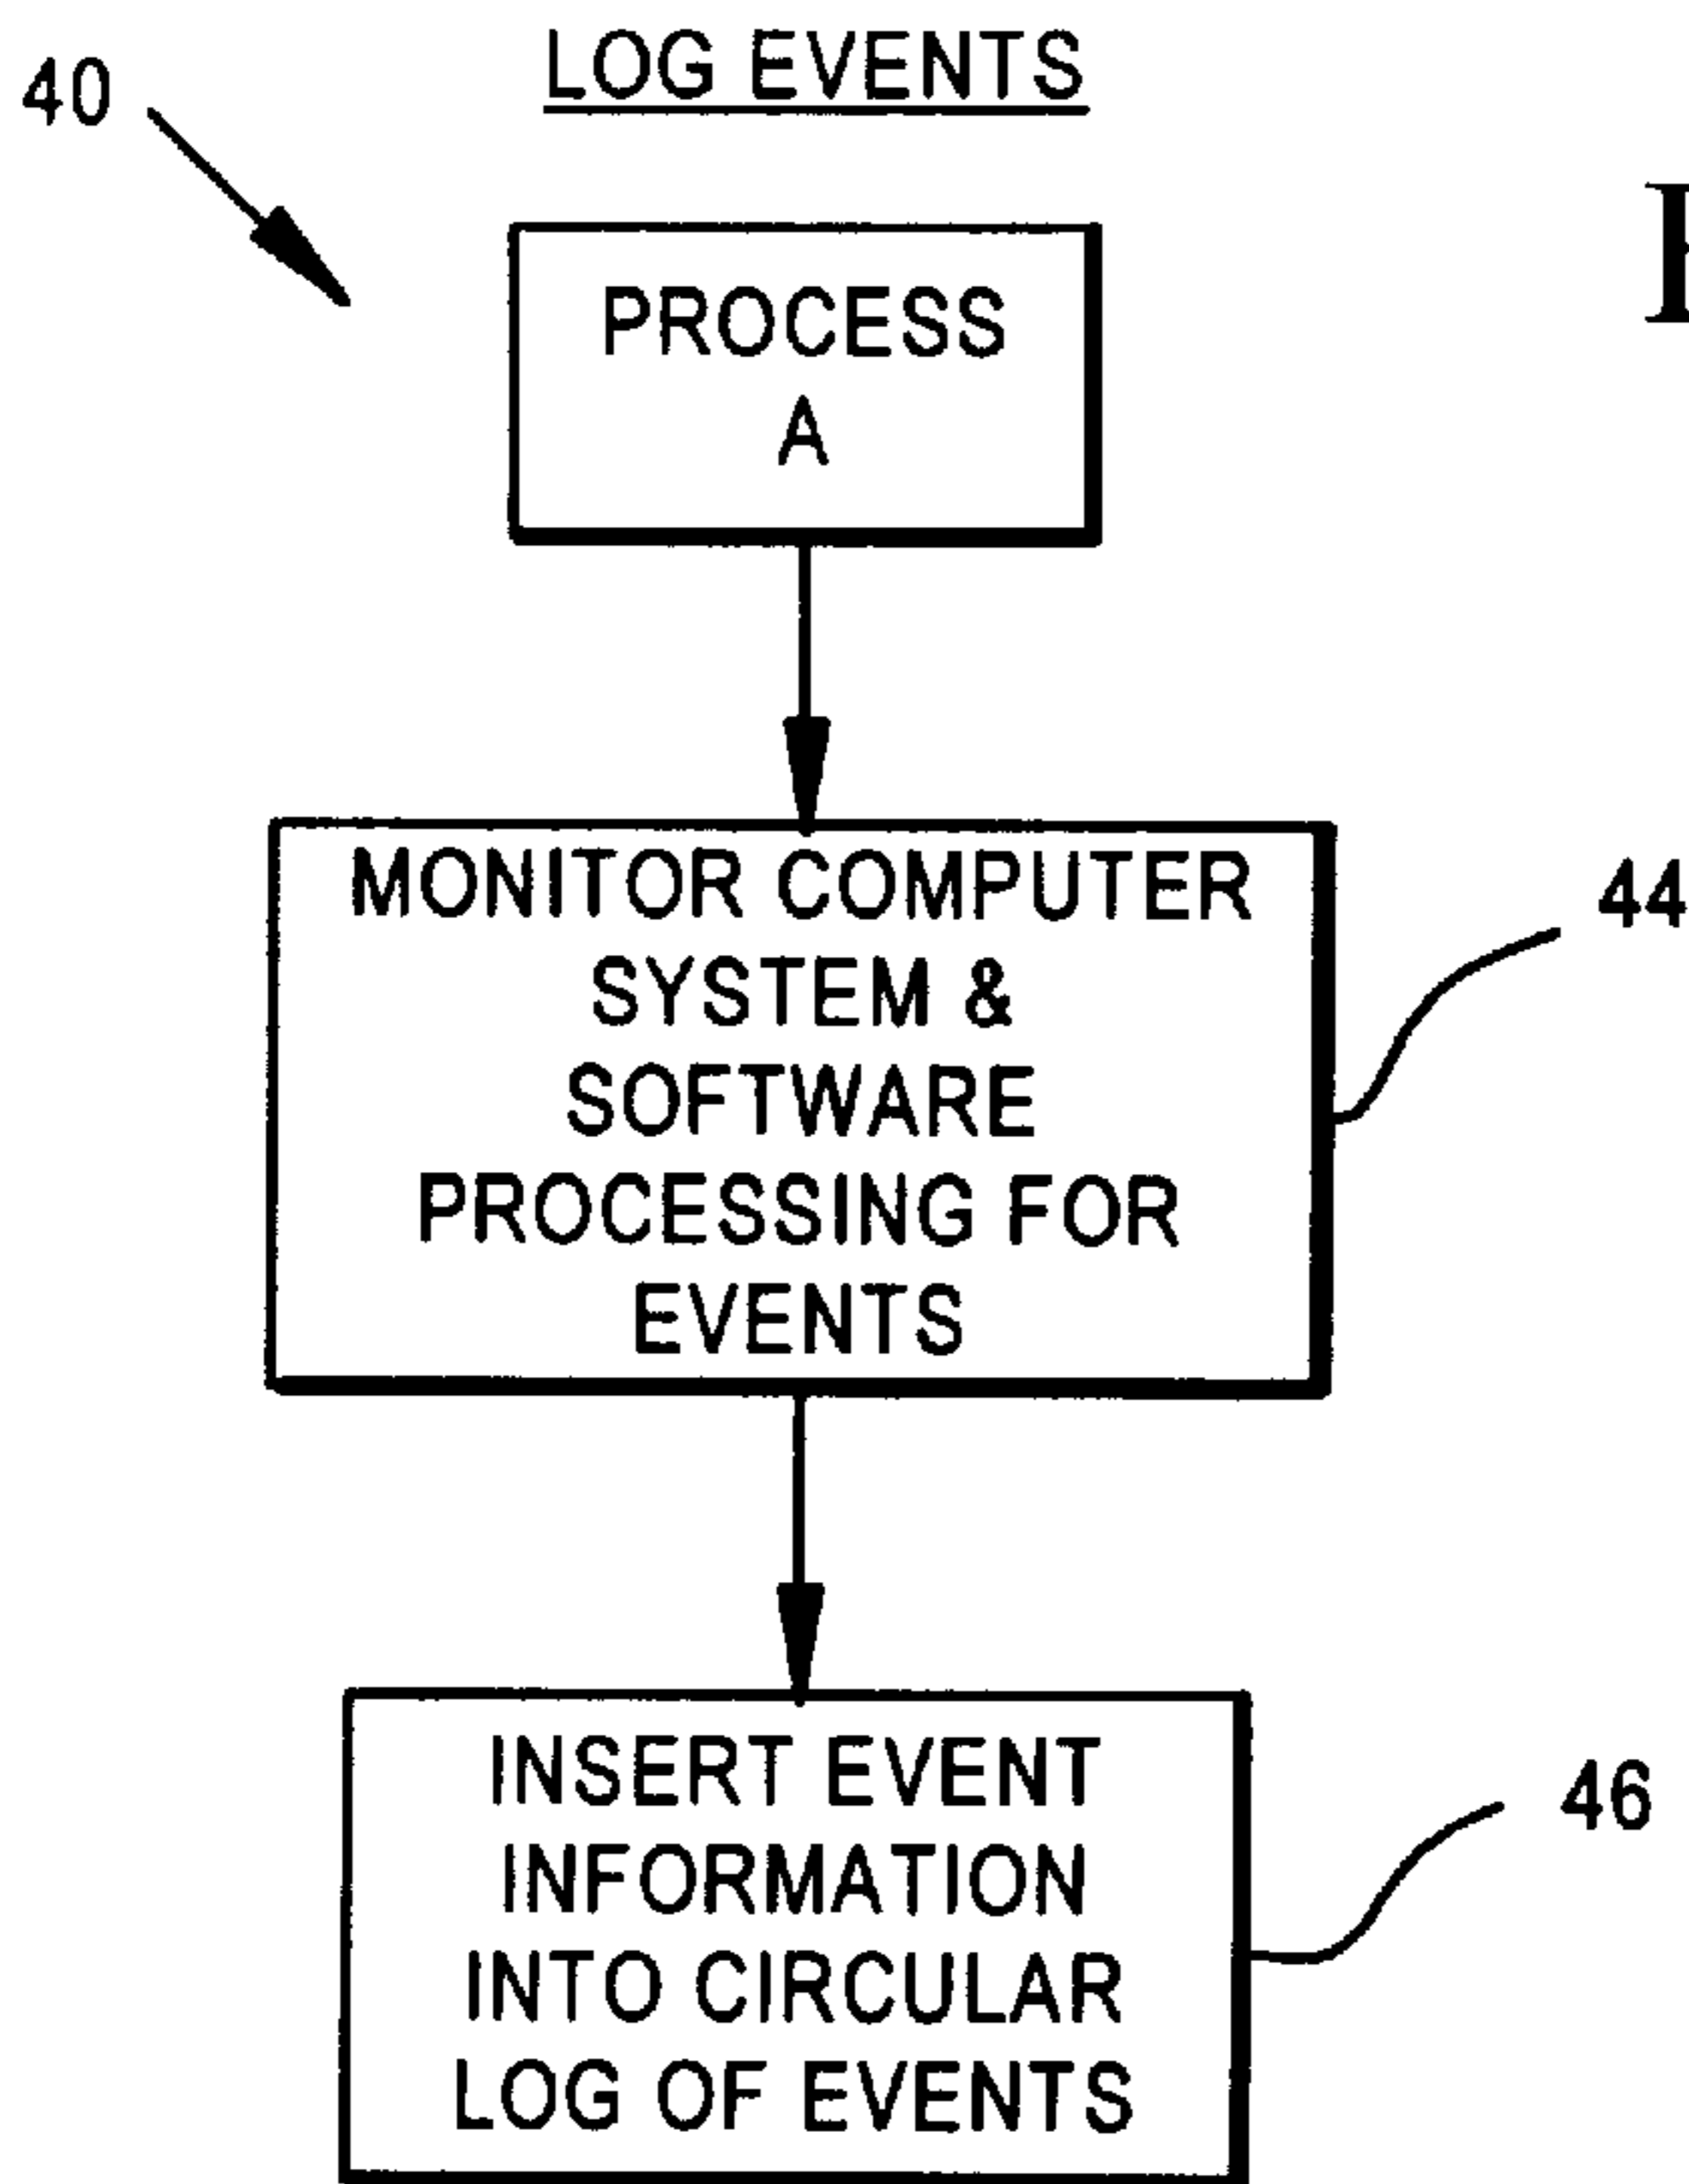 LOG EVENTS
40
PROCESS
A
MONITOR COMPUTER
SYSTEM &
SOFTWARE
PROCESSING FOR
EVENTS
44
INSERT EVENT
INFORMATION
INTO CIRCULAR
LOG OF EVENTS
46